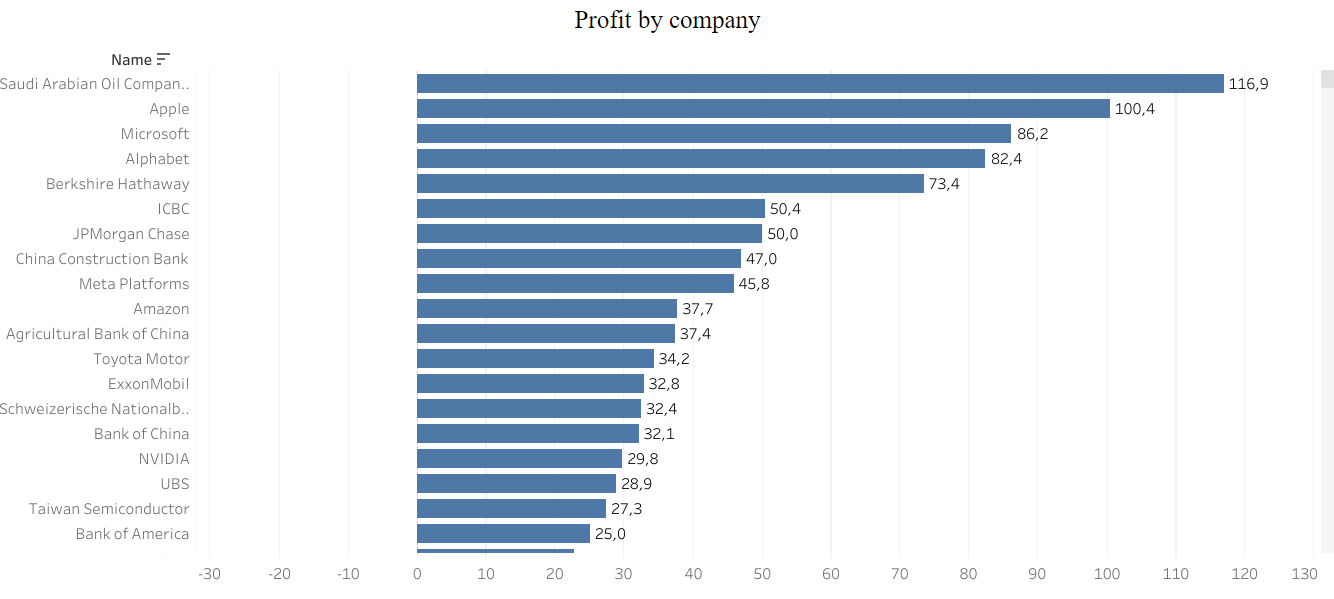 Profit by company
Name
Saudi Arabian Oil Compan.. 116,9
Apple 100,4
Microsoft 86,2
Alphabet 82,4
Berkshire Hathaway 73,4
ICBC 50,4
JPMorgan Chase 50,0
China Construction Bank 47,0
Meta Platforms 45,8
Amazon 37,7
Agricultural Bank of China 37,4
Toyota Motor 34,2
ExxonMobil 32,8
Schweizerische Nationalb.. 32,4
Bank of China 32,1
NVIDIA 29,8
UBS 28,9
Taiwan Semiconductor 27,3
Bank of America 25,0
-30 -20 -10 0 10 20 30 40 50 60 70 80 90 100 110 120 130